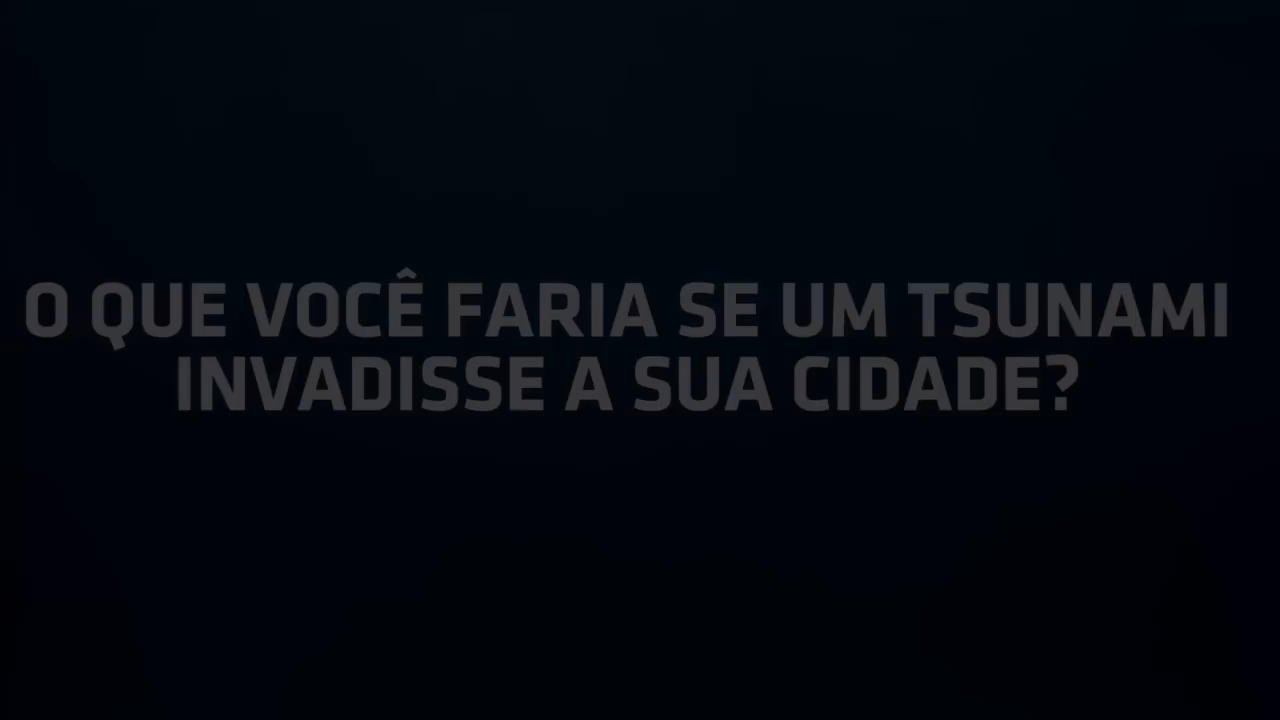 O QUE VOCÊ FARIA SE UM TSUNAMI
INVADISSE A SUA CIDADE?